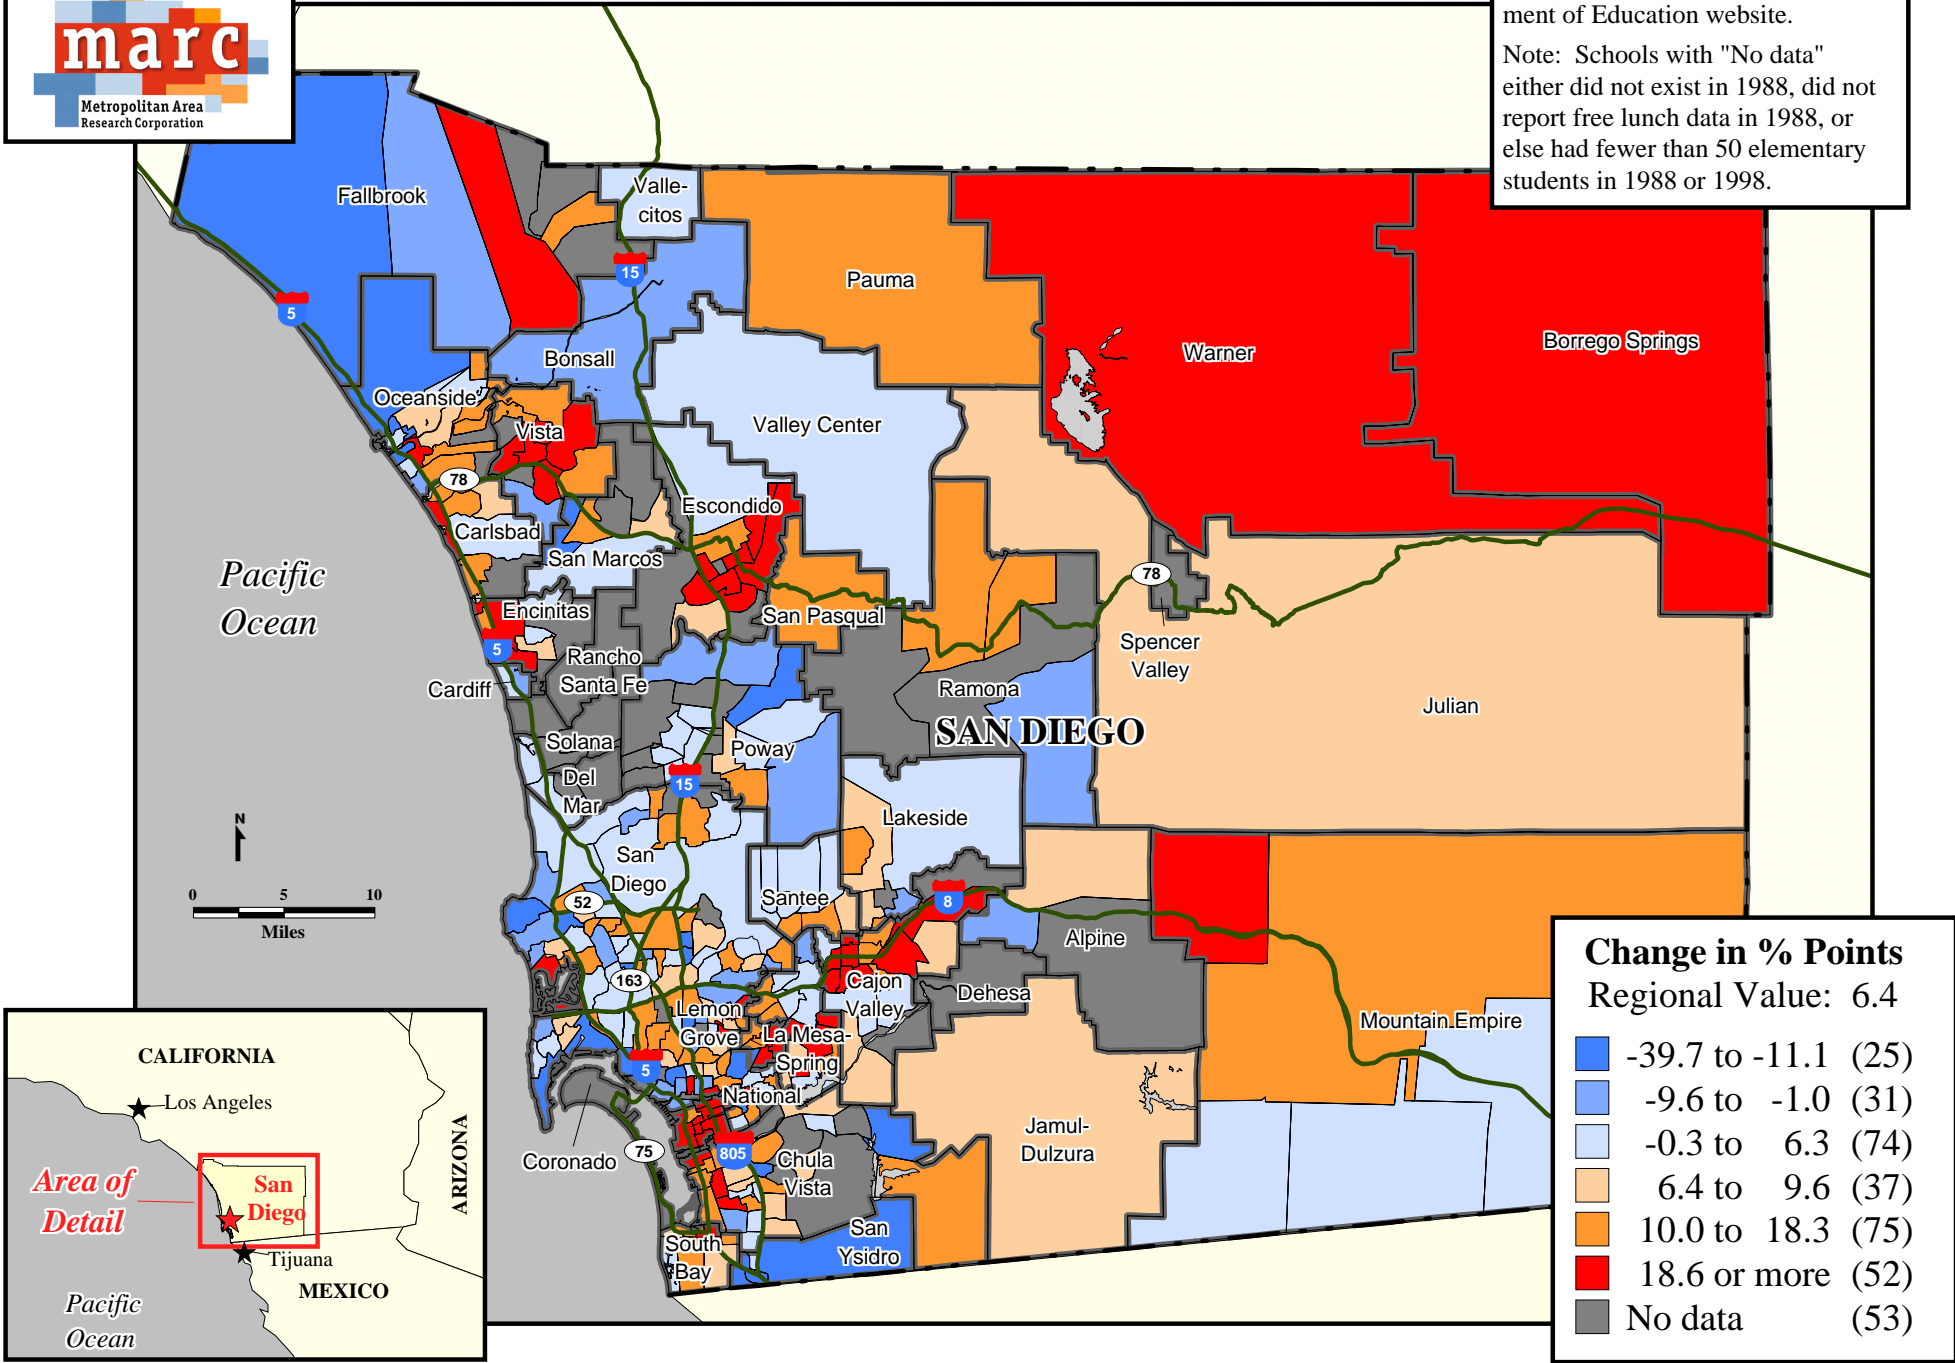 marc
Metropolitan Area
Research Corporation
ment of Education website.
Note: Schools with "No data"
either did not exist in 1988, did not
report free lunch data in 1988, or
else had fewer than 50 elementary
students in 1988 or 1998.
Fallbrook
Valle-
citos
15
Pauma
5
Warner
Borrego Springs
Bonsall
Oceanside
Vista
Valley Center
78
Escondido
Carlsbad
San Marcos
Pacific
Ocean
78
Encinitas
San Pasqual
5
Spencer
Valley
Rancho
Santa Fe
Cardiff
Ramona
Julian
SAN DIEGO
Solana
Poway
Del
Mar
15
Lakeside
N
San
Diego
0 5 10
Miles
52
Santee
8
Alpine
163
Cajon
Valley
Dehesa
Lemon
Grove
La Mesa-
Spring
Mountain Empire
5
National
Jamul-
Dulzura
Coronado
75
805
Chula
Vista
San
Ysidro
South
Bay
CALIFORNIA
Los Angeles
ARIZONA
Area of
Detail
San
Diego
Tijuana
MEXICO
Pacific
Ocean
Change in % Points
Regional Value: 6.4
-39.7 to -11.1 (25)
-9.6 to -1.0 (31)
-0.3 to 6.3 (74)
6.4 to 9.6 (37)
10.0 to 18.3 (75)
18.6 or more (52)
No data (53)